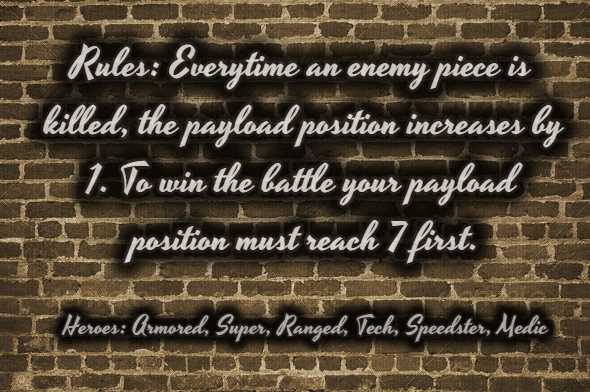 Rules: Everytime an enemy piece is
killed, the payload position increases by
1. To win the battle your payload
position must reach 7 first.
Heroes: Armored, Super, Ranged, Tech, Speedster, Medic